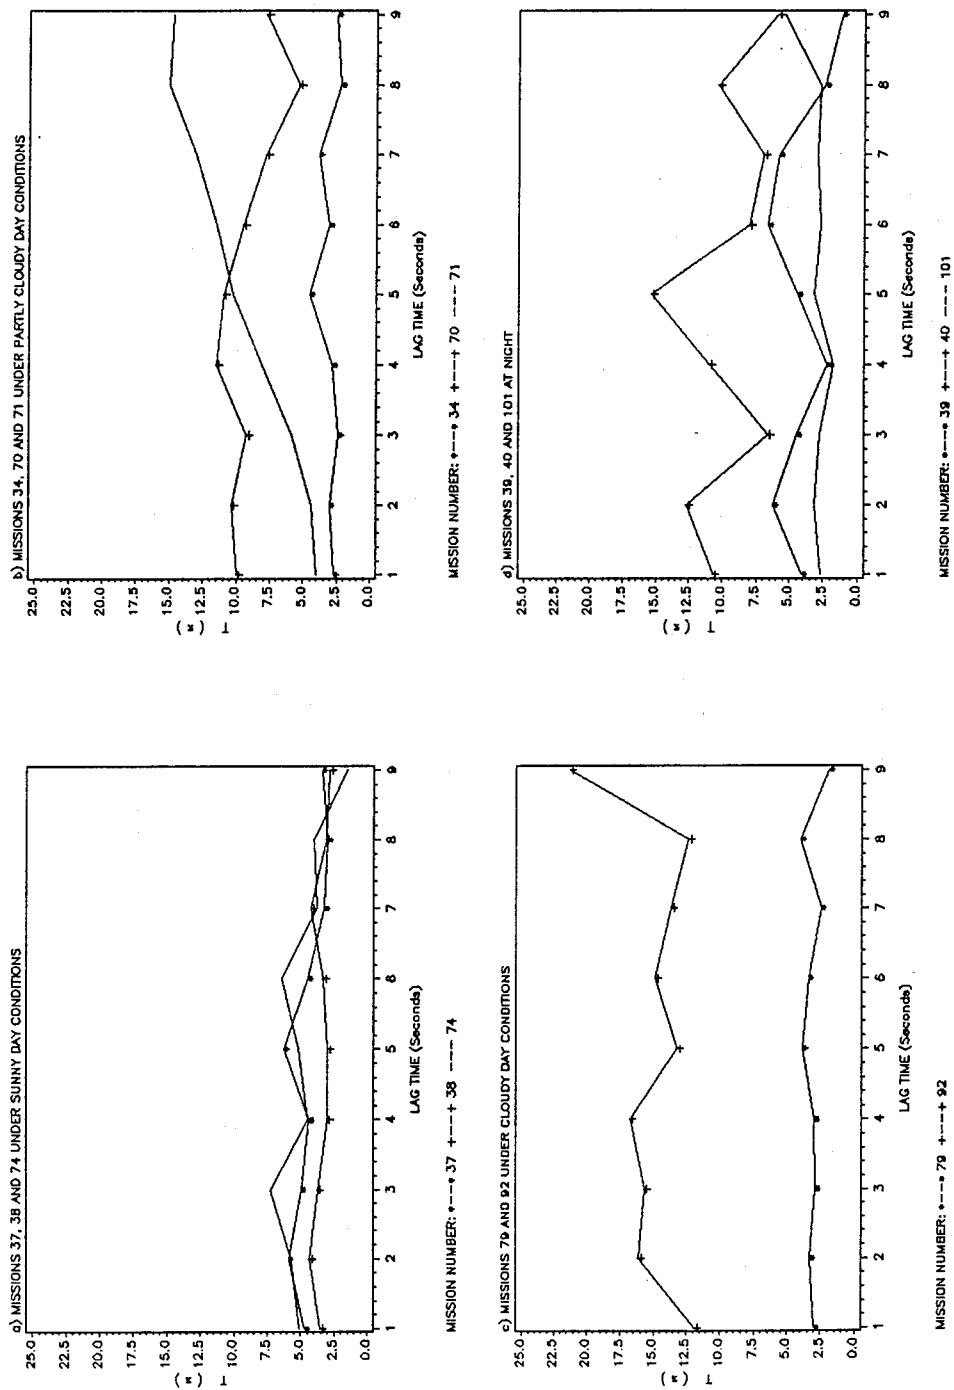 a) MISSIONS 37, 38 AND 74 UNDER SUNNY DAY CONDITIONS
25.0
22.5
20.0
17.5
15.0
12.5
10.0
7.5
5.0
2.5
0.0
T (*) T
1 2 3 4 5 6 7 8 9
LAG TIME (Seconds)
MISSION NUMBER: •---• 37 +---+ 38 ---- 74
b) MISSIONS 34, 70 AND 71 UNDER PARTLY CLOUDY DAY CONDITIONS
25.0
22.5
20.0
17.5
15.0
12.5
10.0
7.5
5.0
2.5
0.0
T (*) T
1 2 3 4 5 6 7 8 9
LAG TIME (Seconds)
MISSION NUMBER: •---• 34 +---+ 70 ---- 71
c) MISSIONS 79 AND 92 UNDER CLOUDY DAY CONDITIONS
25.0
22.5
20.0
17.5
15.0
12.5
10.0
7.5
5.0
2.5
0.0
T (*) T
1 2 3 4 5 6 7 8 9
LAG TIME (Seconds)
MISSION NUMBER: •---• 79 +---+ 92
d) MISSIONS 39, 40 AND 101 AT NIGHT
25.0
22.5
20.0
17.5
15.0
12.5
10.0
7.5
5.0
2.5
0.0
T (*) T
1 2 3 4 5 6 7 8 9
LAG TIME (Seconds)
MISSION NUMBER: •---• 39 +---+ 40 ---- 101